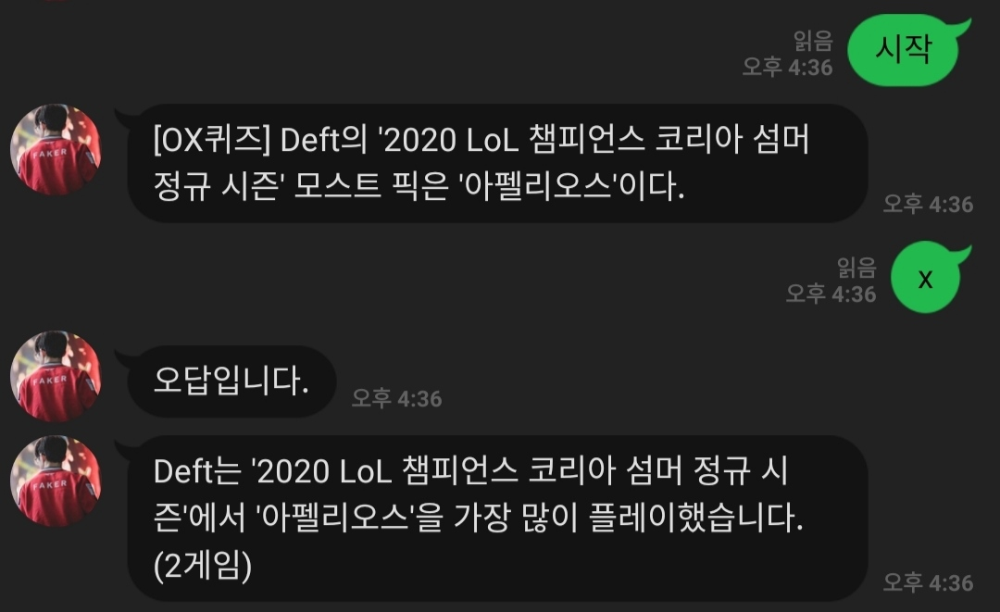 시작
읽음
오후 4:36
FAKER
[OX퀴즈] Deft의 '2020 LoL 챔피언스 코리아 섬머
정규 시즌' 모스트 픽은 '아펠리오스'이다.
오후 4:36
읽음
오후 4:36
x
FAKER
오답입니다.
오후 4:36
FAKER
Deft는 '2020 LoL 챔피언스 코리아 섬머 정규 시
즌'에서 '아펠리오스'을 가장 많이 플레이했습니다.
(2게임)
오후 4:36